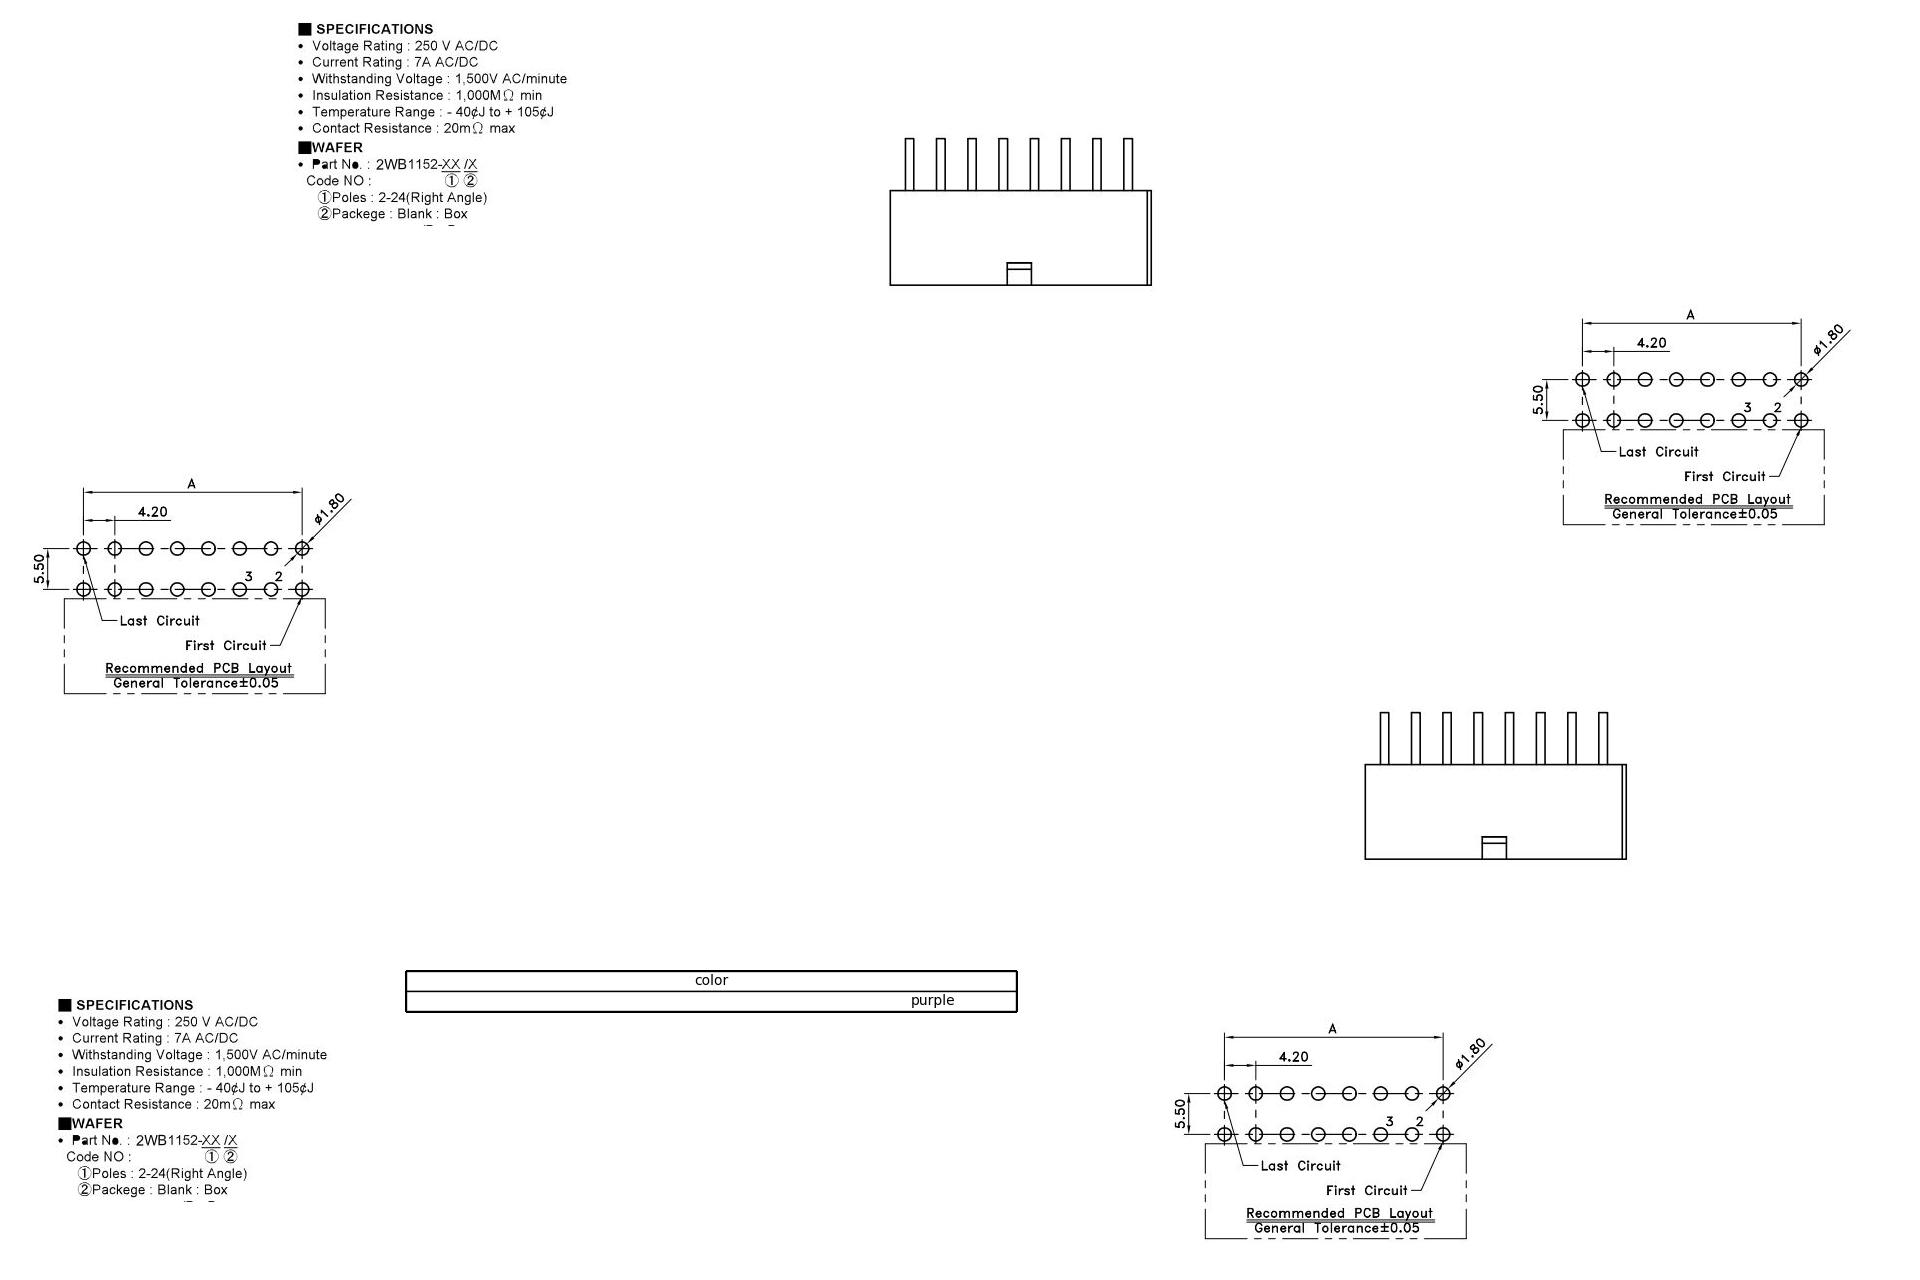 ■ SPECIFICATIONS
• Voltage Rating : 250 V AC/DC
• Current Rating : 7A AC/DC
• Withstanding Voltage : 1,500V AC/minute
• Insulation Resistance : 1,000MΩ min
• Temperature Range : - 40¢J to + 105¢J
• Contact Resistance : 20mΩ max
■WAFER
• Part No. : 2WB1152-XX /X
Code NO : ① ②
①Poles : 2-24(Right Angle)
②Packege : Blank : Box
A
4.20
ø1.80
5.50
3 2
Last Circuit
First Circuit
Recommended PCB Layout
General Tolerance±0.05
A
4.20
ø1.80
5.50
3 2
Last Circuit
First Circuit
Recommended PCB Layout
General Tolerance±0.05
color
purple
■ SPECIFICATIONS
• Voltage Rating : 250 V AC/DC
• Current Rating : 7A AC/DC
• Withstanding Voltage : 1,500V AC/minute
• Insulation Resistance : 1,000MΩ min
• Temperature Range : - 40¢J to + 105¢J
• Contact Resistance : 20mΩ max
■WAFER
• Part No. : 2WB1152-XX /X
Code NO : ① ②
①Poles : 2-24(Right Angle)
②Packege : Blank : Box
A
4.20
ø1.80
5.50
3 2
Last Circuit
First Circuit
Recommended PCB Layout
General Tolerance±0.05